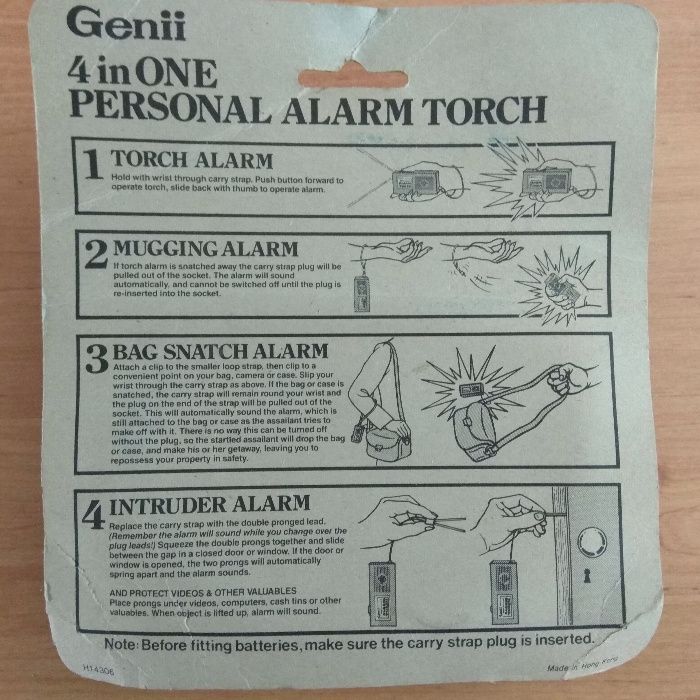 Genii
4 in ONE
PERSONAL ALARM TORCH
1 TORCH ALARM
Hold with wrist through carry strap. Push button forward to
operate torch, slide back with thumb to operate alarm.
2 MUGGING ALARM
If torch alarm is snatched away the carry strap plug will be
pulled out of the socket. The alarm will sound
automatically, and cannot be switched off until the plug is
re-inserted into the socket.
3 BAG SNATCH ALARM
Attach a clip to the smaller loop strap, then clip to a
convenient point on your bag, camera or case. Slip your
wrist through the carry strap as above. If the bag or case is
snatched, the carry strap will remain round your wrist and
the plug on the end of the strap will be pulled out of the
socket. This will automatically sound the alarm, which is
still attached to the bag or case as the assailant tries to
make off with it. There is no way this can be turned off
without the plug, so the startled assailant will drop the bag
or case, and make his or her getaway, leaving you to
repossess your property in safety.
4 INTRUDER ALARM
Replace the carry strap with the double pronged lead.
(Remember the alarm will sound while you change over the
plug leads!) Squeeze the double prongs together and slide
between the gap in a closed door or window. If the door or
window is opened, the two prongs will automatically
spring apart and the alarm sounds.
AND PROTECT VIDEOS & OTHER VALUABLES
Place prongs under videos, computers, cash tins or other
valuables. When object is lifted up, alarm will sound.
Note: Before fitting batteries, make sure the carry strap plug is inserted.
H14306
Made in Hong Kong